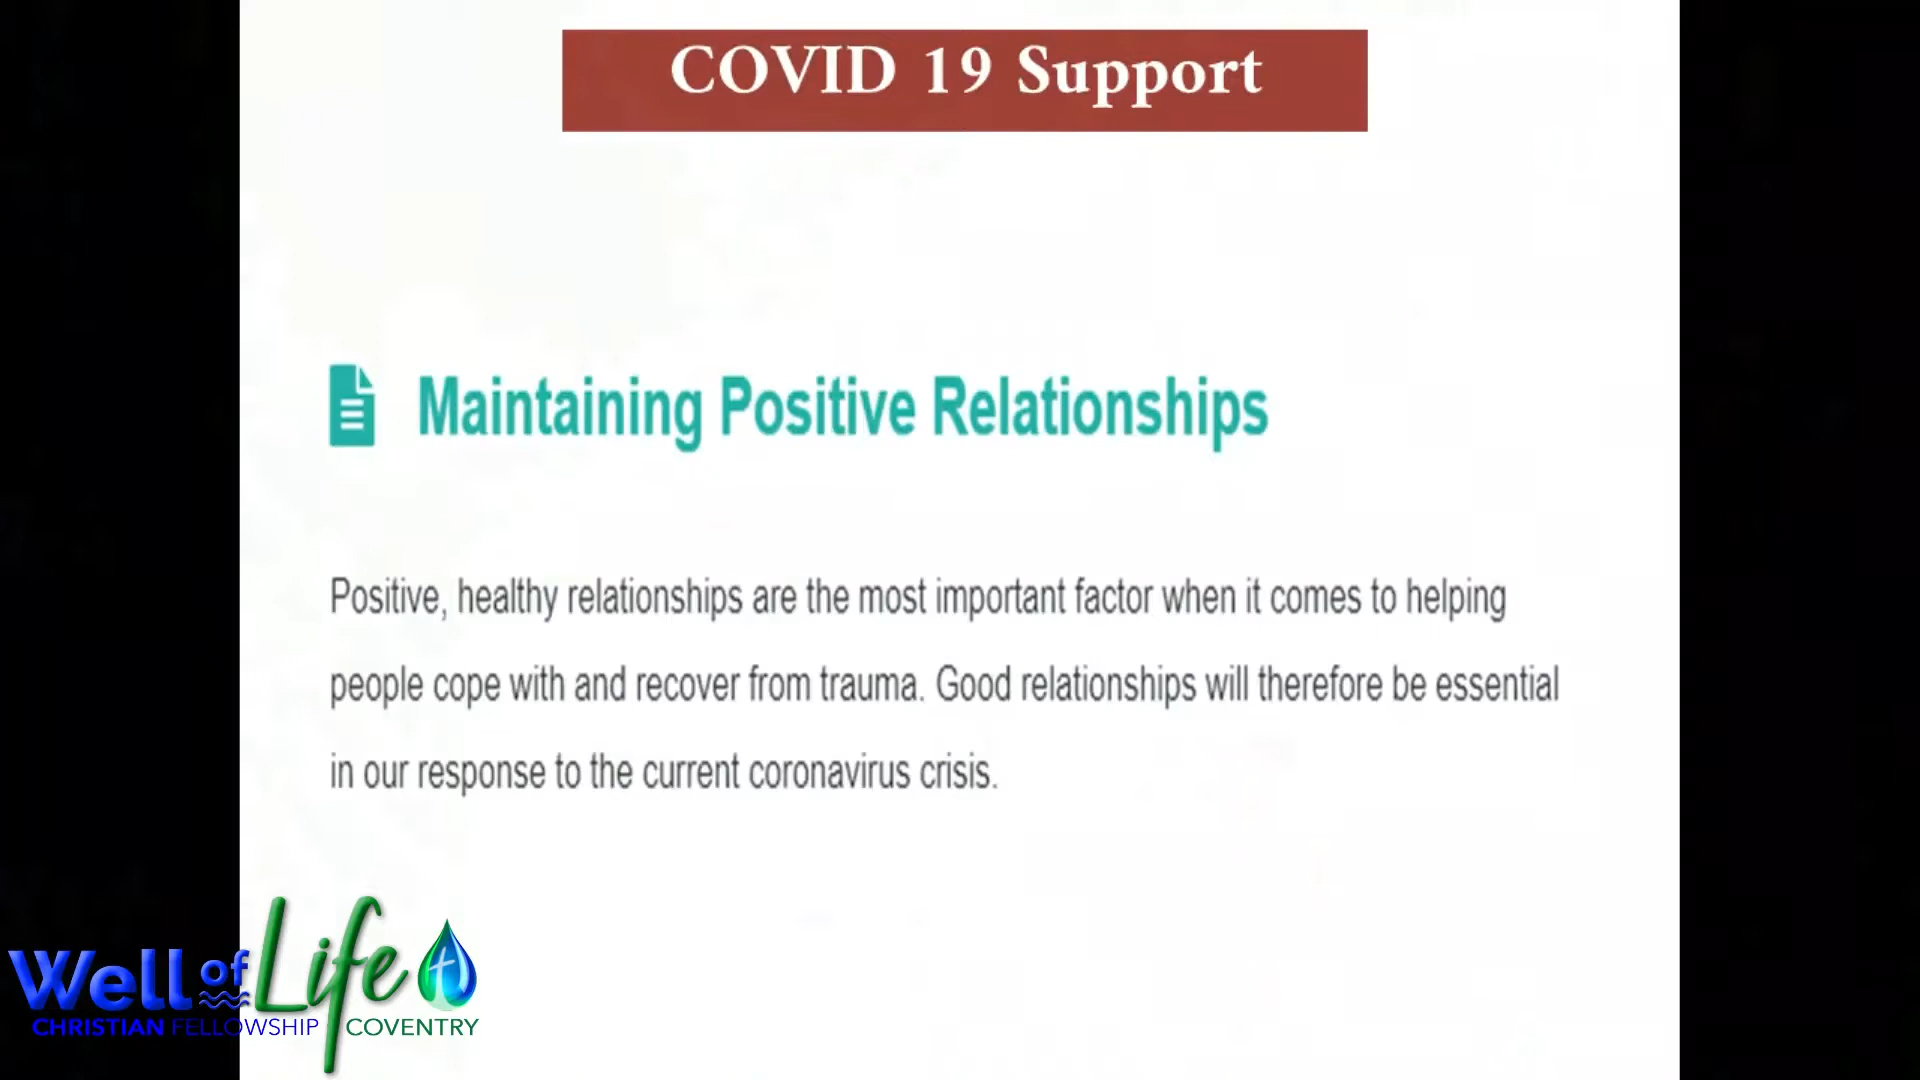 COVID 19 Support
Maintaining Positive Relationships
Positive, healthy relationships are the most important factor when it comes to helping
people cope with and recover from trauma. Good relationships will therefore be essential
in our response to the current coronavirus crisis.
Well of Life
CHRISTIAN FELLOWSHIP COVENTRY